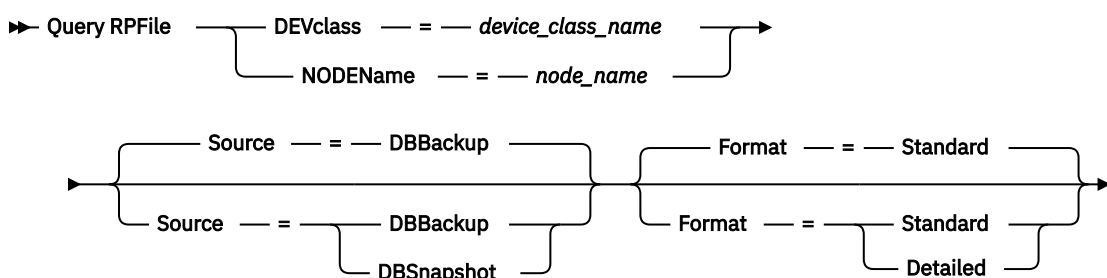 Query RPFile DEVclass = device_class_name
NODEName = node_name
Source = DBBackup Format = Standard
Source = DBBackup Format = Standard
DBSnapshot Detailed